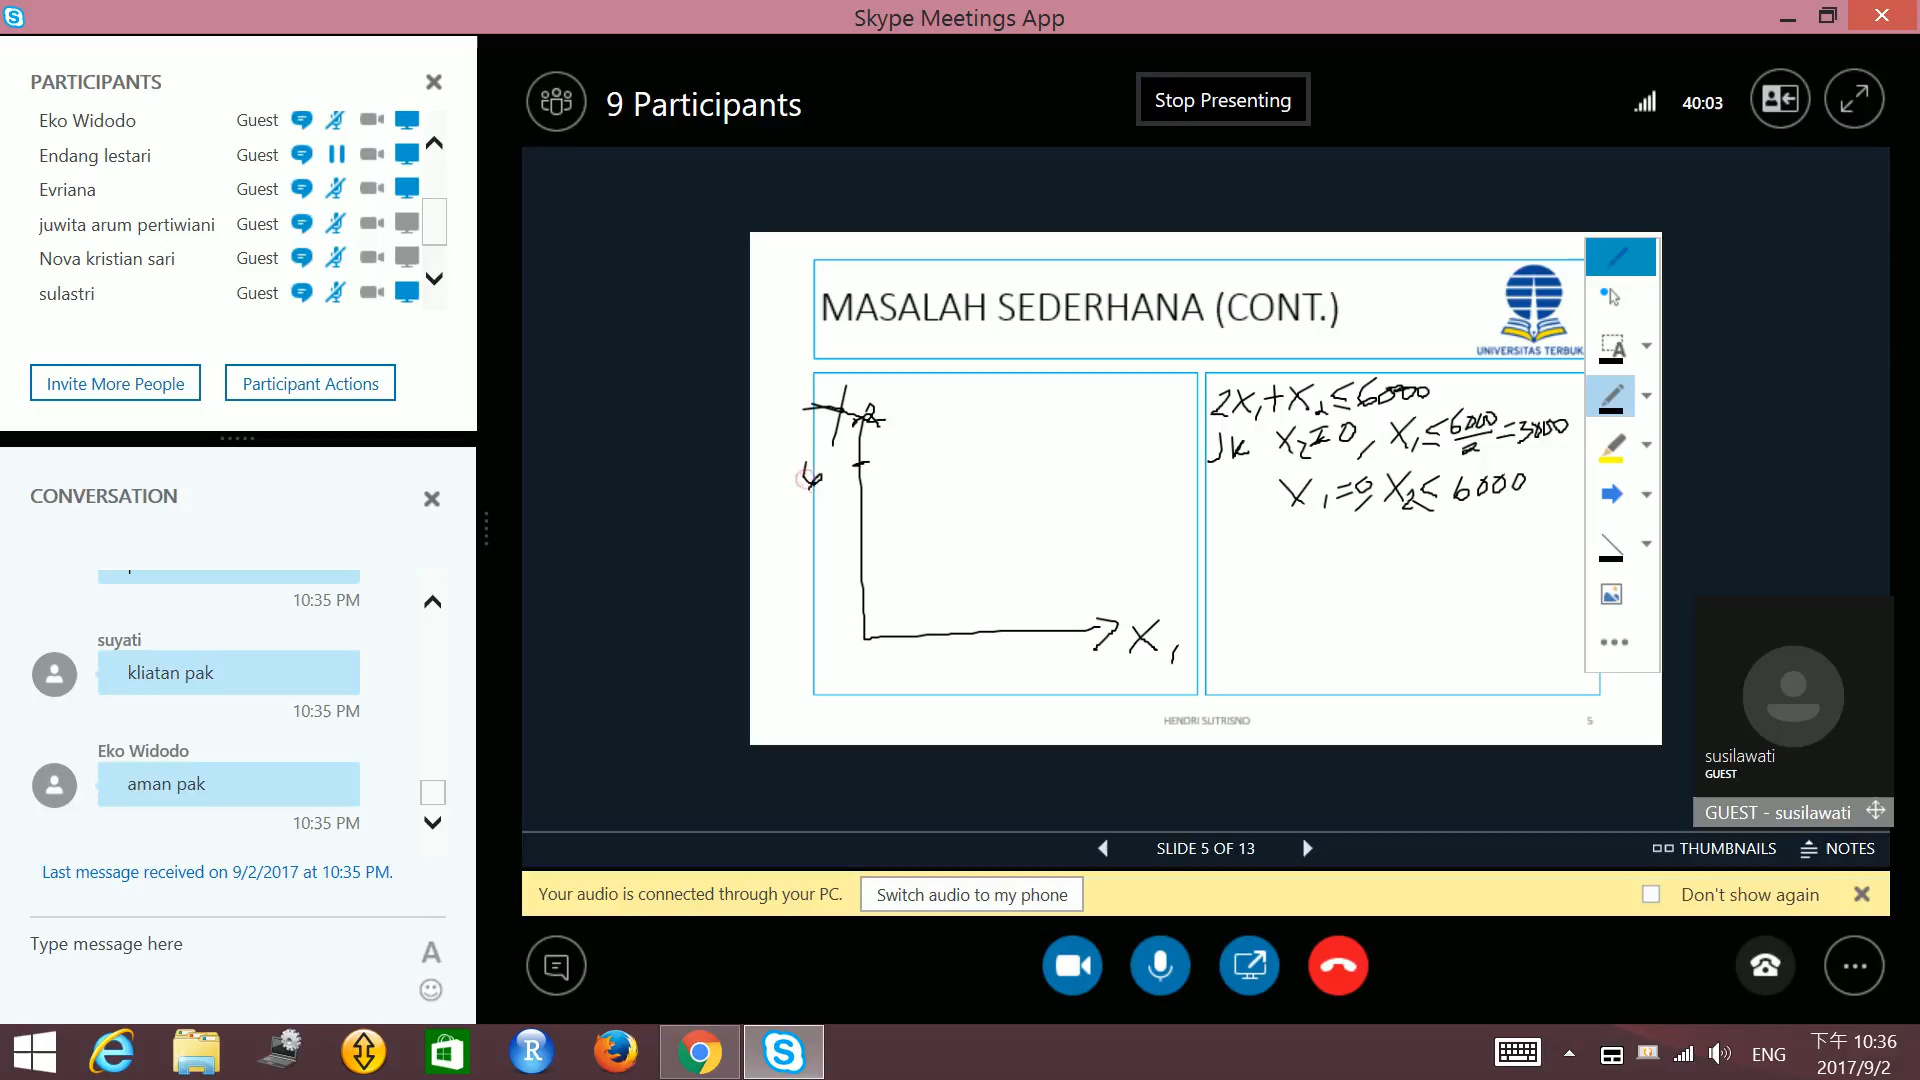 Skype Meetings App
PARTICIPANTS
Eko Widodo Guest
Endang lestari Guest
Evriana Guest
juwita arum pertiwiani Guest
Nova kristian sari Guest
sulastri Guest
Invite More People Participant Actions
CONVERSATION
10:35 PM
suyati
kliatan pak
10:35 PM
Eko Widodo
aman pak
10:35 PM
Last message received on 9/2/2017 at 10:35 PM.
Type message here
A
9 Participants
Stop Presenting
40:03
MASALAH SEDERHANA (CONT.)
UNIVERSITAS TERBUK
X1
2X1+X2≤6000
Jk X2=0, X1≤6000/2=3000
X1=0, X2≤6000
HENDRI SUTRISNO
5
susilawati
GUEST
GUEST - susilawati
SLIDE 5 OF 13
THUMBNAILS NOTES
Your audio is connected through your PC. Switch audio to my phone Don't show again
ENG
下午 10:36
2017/9/2